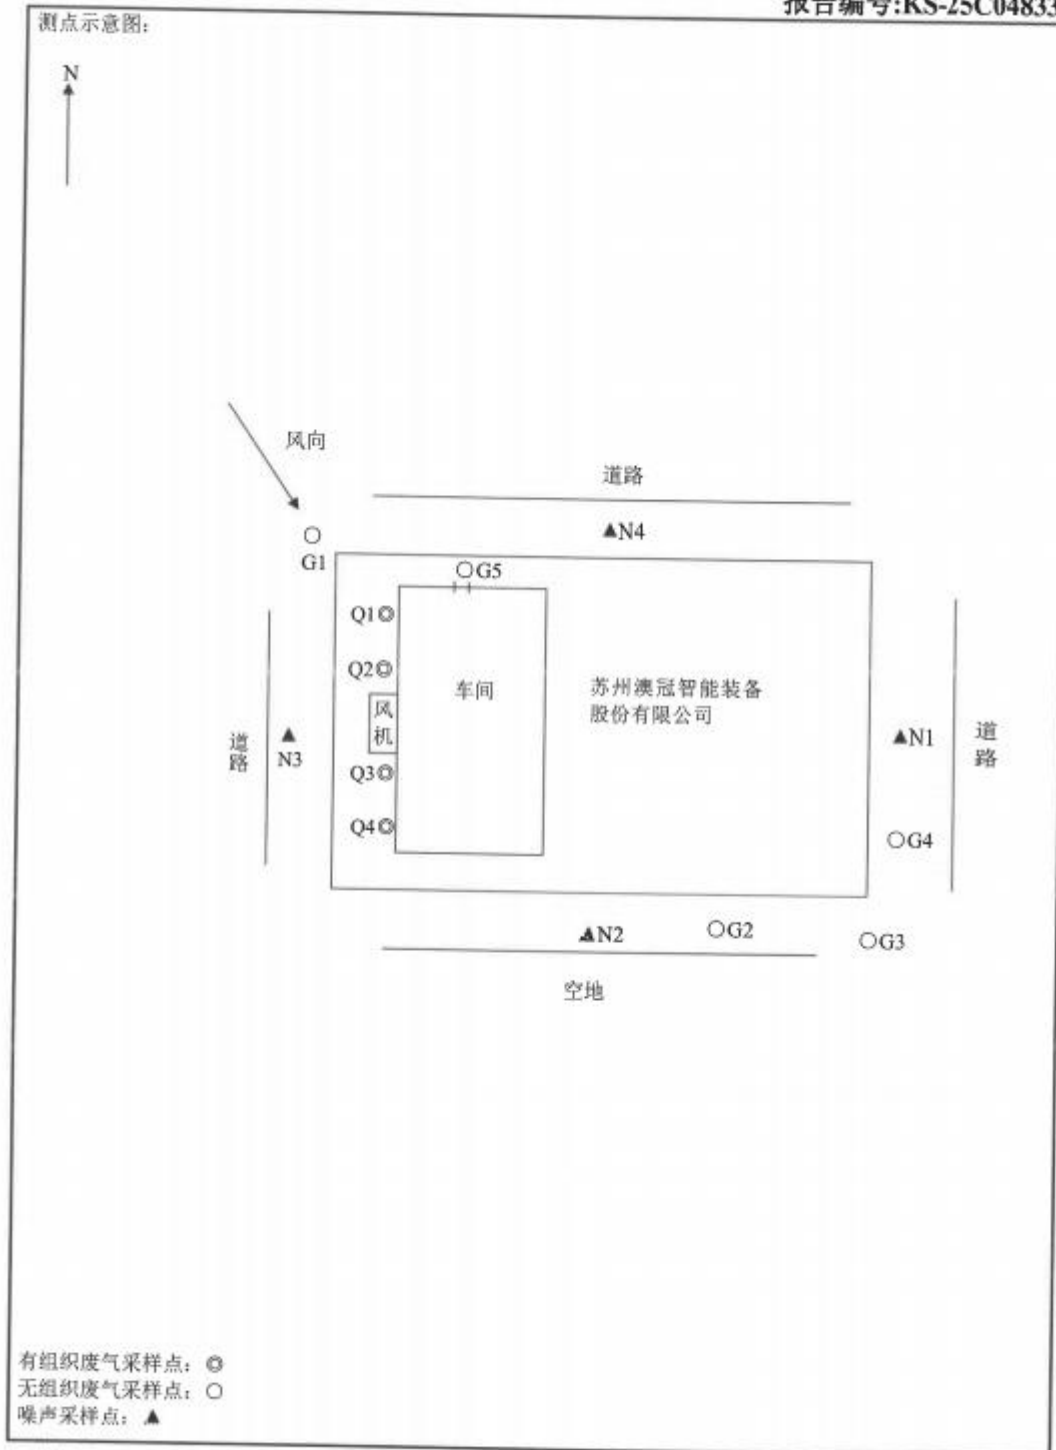 报告编号:KS-25C04833
测点示意图:
N
风向
道路
▲N4
G1
○G5
Q1◎
Q2◎
车间
苏州澳冠智能装备
股份有限公司
风机
道路
▲
N3
▲N1
道路
Q3◎
Q4◎
○G4
▲N2
○G2
○G3
空地
有组织废气采样点: ◎
无组织废气采样点: ○
噪声采样点: ▲